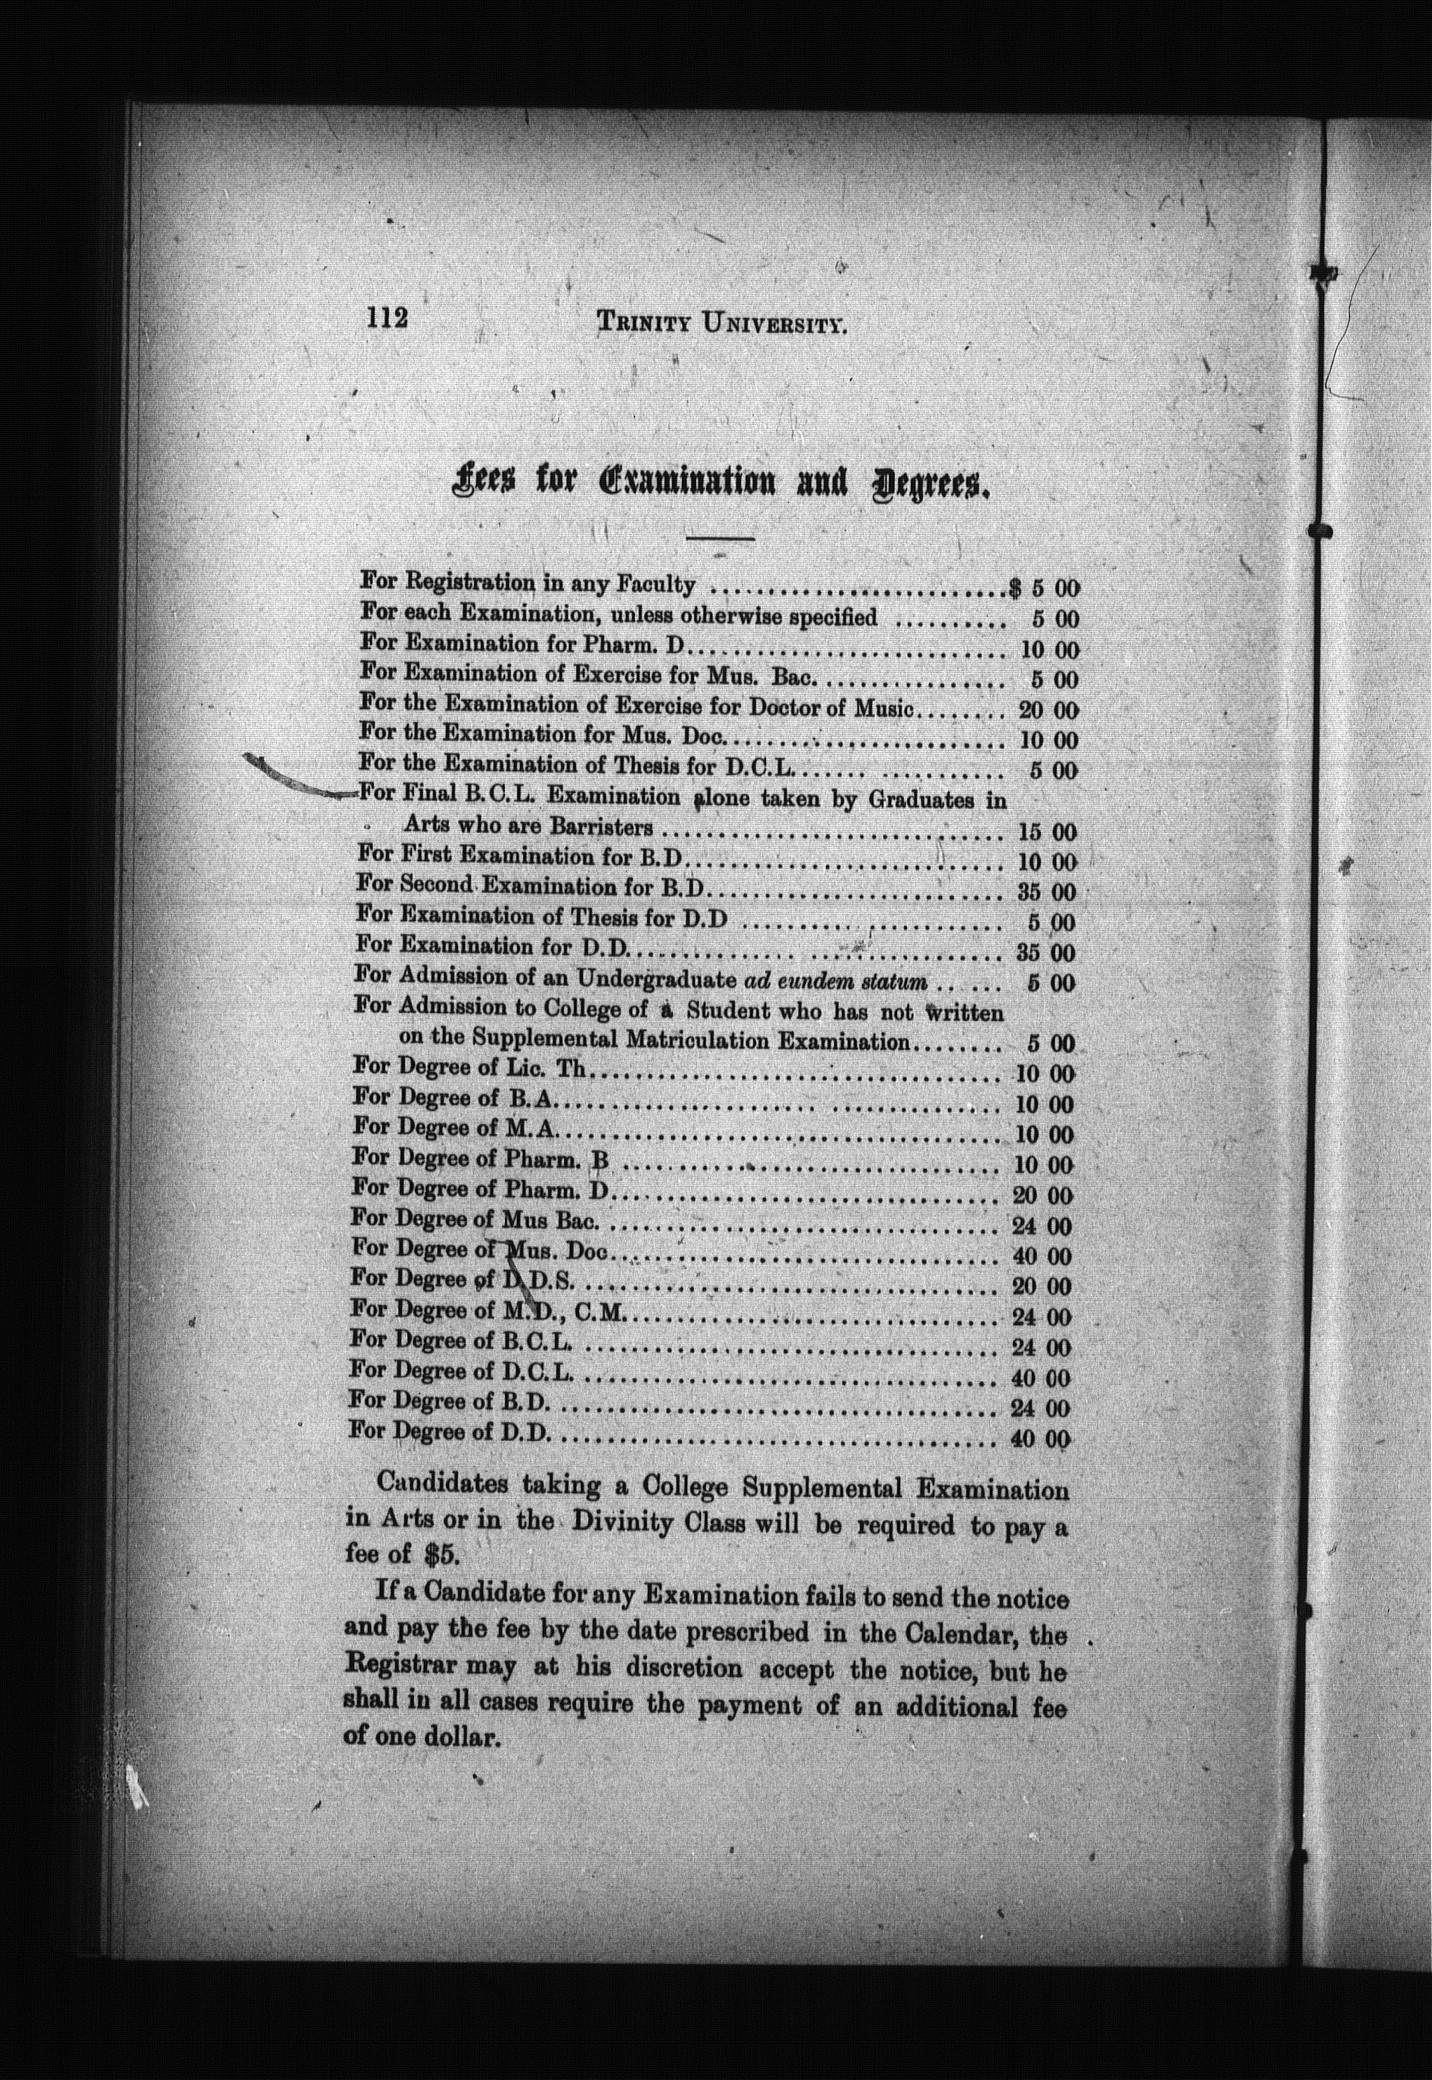 112 TRINITY UNIVERSITY.
Fees for Examination and Degrees.
For Registration in any Faculty ..........................$ 5 00
For each Examination, unless otherwise specified .......... 5 00
For Examination for Pharm. D............................ 10 00
For Examination of Exercise for Mus. Bac. ................ 5 00
For the Examination of Exercise for Doctor of Music........ 20 00
For the Examination for Mus. Doc......................... 10 00
For the Examination of Thesis for D.C.L....... ........... 5 00
For Final B.C.L. Examination alone taken by Graduates in
Arts who are Barristers .............................. 15 00
For First Examination for B.D............................ 10 00
For Second Examination for B.D.......................... 35 00
For Examination of Thesis for D.D ....................... 5 00
For Examination for D.D............... ................. 35 00
For Admission of an Undergraduate ad eundem statum .. ... 5 00
For Admission to College of a Student who has not written
on the Supplemental Matriculation Examination........ 5 00
For Degree of Lic. Th.................................... 10 00
For Degree of B.A....................... ............... 10 00
For Degree of M.A....................................... 10 00
For Degree of Pharm. B ................................. 10 00
For Degree of Pharm. D.................................. 20 00
For Degree of Mus Bac. .................................. 24 00
For Degree of Mus. Doc.................................. 40 00
For Degree of D.D.S. .................................... 20 00
For Degree of M.D., C.M................................. 24 00
For Degree of B.C.L. .................................... 24 00
For Degree of D.C.L. .................................... 40 00
For Degree of B.D. ...................................... 24 00
For Degree of D.D. ...................................... 40 00
Candidates taking a College Supplemental Examination
in Arts or in the Divinity Class will be required to pay a
fee of $5.
If a Candidate for any Examination fails to send the notice
and pay the fee by the date prescribed in the Calendar, the
Registrar may at his discretion accept the notice, but he
shall in all cases require the payment of an additional fee
of one dollar.